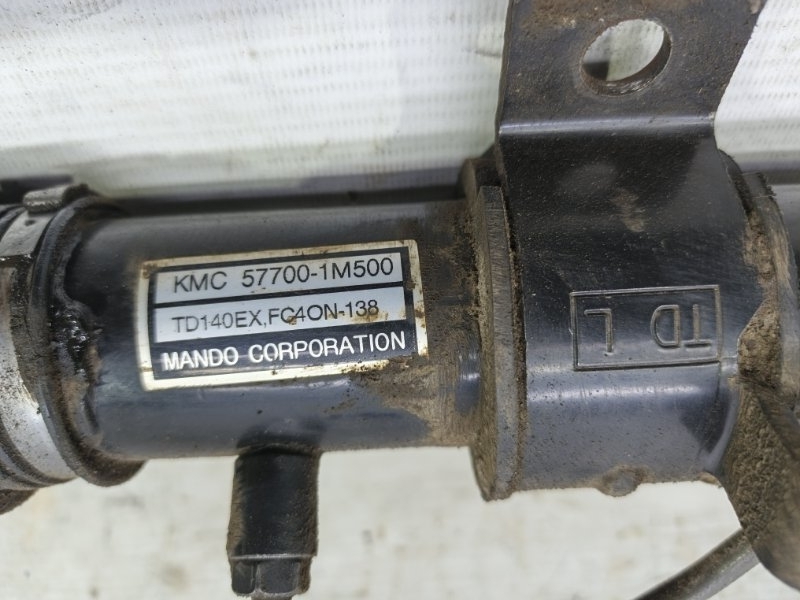 KMC 57700-1M500
TD140EX,FC4ON-138
MANDO CORPORATION
TD L